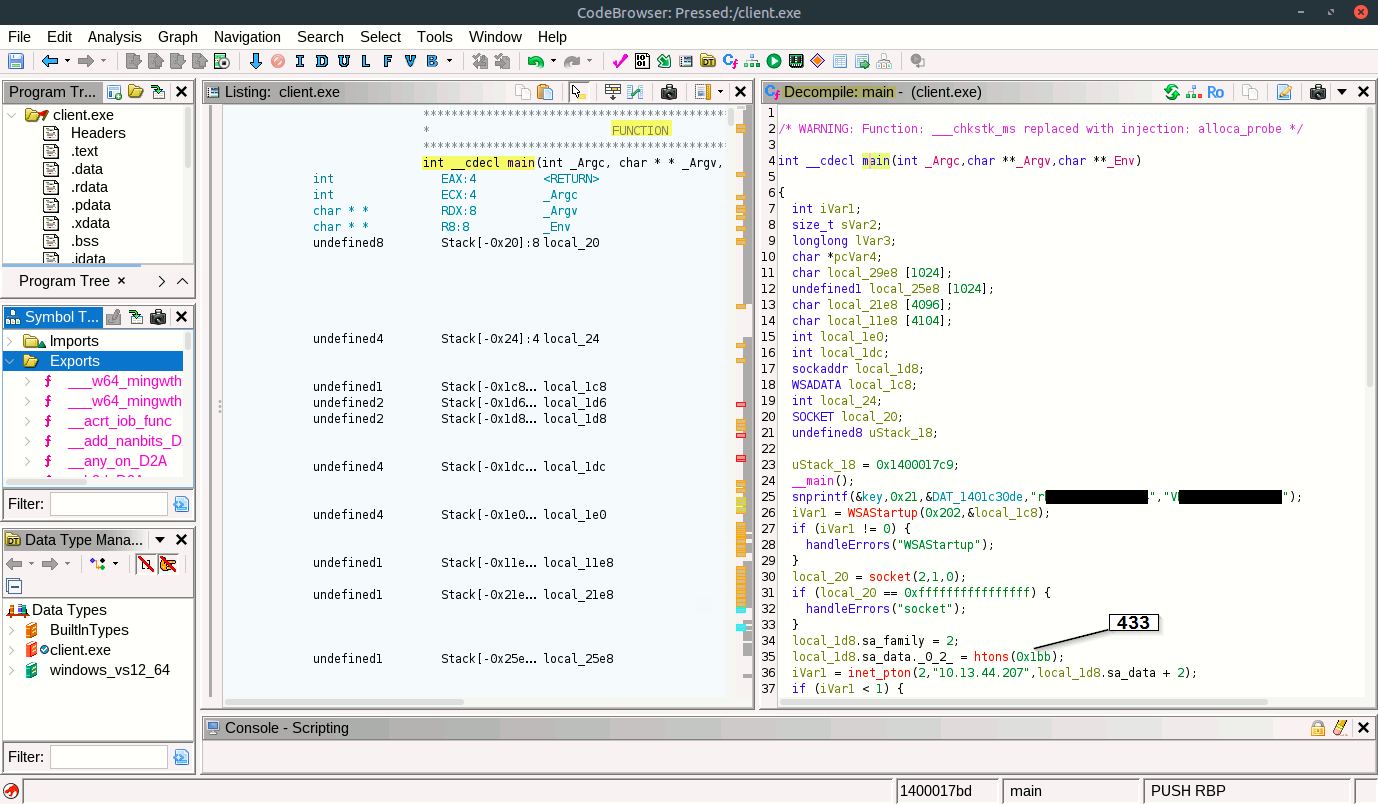 CodeBrowser: Pressed:/client.exe
File Edit Analysis Graph Navigation Search Select Tools Window Help
I D U L F V B
Program Tr...
client.exe
Headers
.text
.data
.rdata
.pdata
.xdata
.bss
.idata
Program Tree ×
Symbol T...
Imports
Exports
___w64_mingwth
___w64_mingwth
__acrt_iob_func
__add_nanbits_D
__any_on_D2A
Filter:
Data Type Mana...
Data Types
BuiltInTypes
client.exe
windows_vs12_64
Filter:
Listing: client.exe
* FUNCTION
int __cdecl main(int _Argc, char * * _Argv,
int EAX:4 <RETURN>
int ECX:4 _Argc
char * * RDX:8 _Argv
char * * R8:8 _Env
undefined8 Stack[-0x20]:8 local_20
undefined4 Stack[-0x24]:4 local_24
undefined1 Stack[-0x1c8... local_1c8
undefined2 Stack[-0x1d6... local_1d6
undefined2 Stack[-0x1d8... local_1d8
undefined4 Stack[-0x1dc... local_1dc
undefined4 Stack[-0x1e0... local_1e0
undefined1 Stack[-0x11e... local_11e8
undefined1 Stack[-0x21e... local_21e8
undefined1 Stack[-0x25e... local_25e8
Decompile: main - (client.exe)
Ro
1
2 /* WARNING: Function: ___chkstk_ms replaced with injection: alloca_probe */
3
4 int __cdecl main(int _Argc,char **_Argv,char **_Env)
5
6 {
7 int iVar1;
8 size_t sVar2;
9 longlong lVar3;
10 char *pcVar4;
11 char local_29e8 [1024];
12 undefined1 local_25e8 [1024];
13 char local_21e8 [4096];
14 char local_11e8 [4104];
15 int local_1e0;
16 int local_1dc;
17 sockaddr local_1d8;
18 WSADATA local_1c8;
19 int local_24;
20 SOCKET local_20;
21 undefined8 uStack_18;
22
23 uStack_18 = 0x1400017c9;
24 __main();
25 snprintf(&key,0x21,&DAT_1401c30de,"r ","V ");
26 iVar1 = WSAStartup(0x202,&local_1c8);
27 if (iVar1 != 0) {
28 handleErrors("WSAStartup");
29 }
30 local_20 = socket(2,1,0);
31 if (local_20 == 0xffffffffffffffff) {
32 handleErrors("socket");
33 }
34 local_1d8.sa_family = 2;
35 local_1d8.sa_data._0_2_ = htons(0x1bb);
433
36 iVar1 = inet_pton(2,"10.13.44.207",local_1d8.sa_data + 2);
37 if (iVar1 < 1) {
Console - Scripting
1400017bd main PUSH RBP